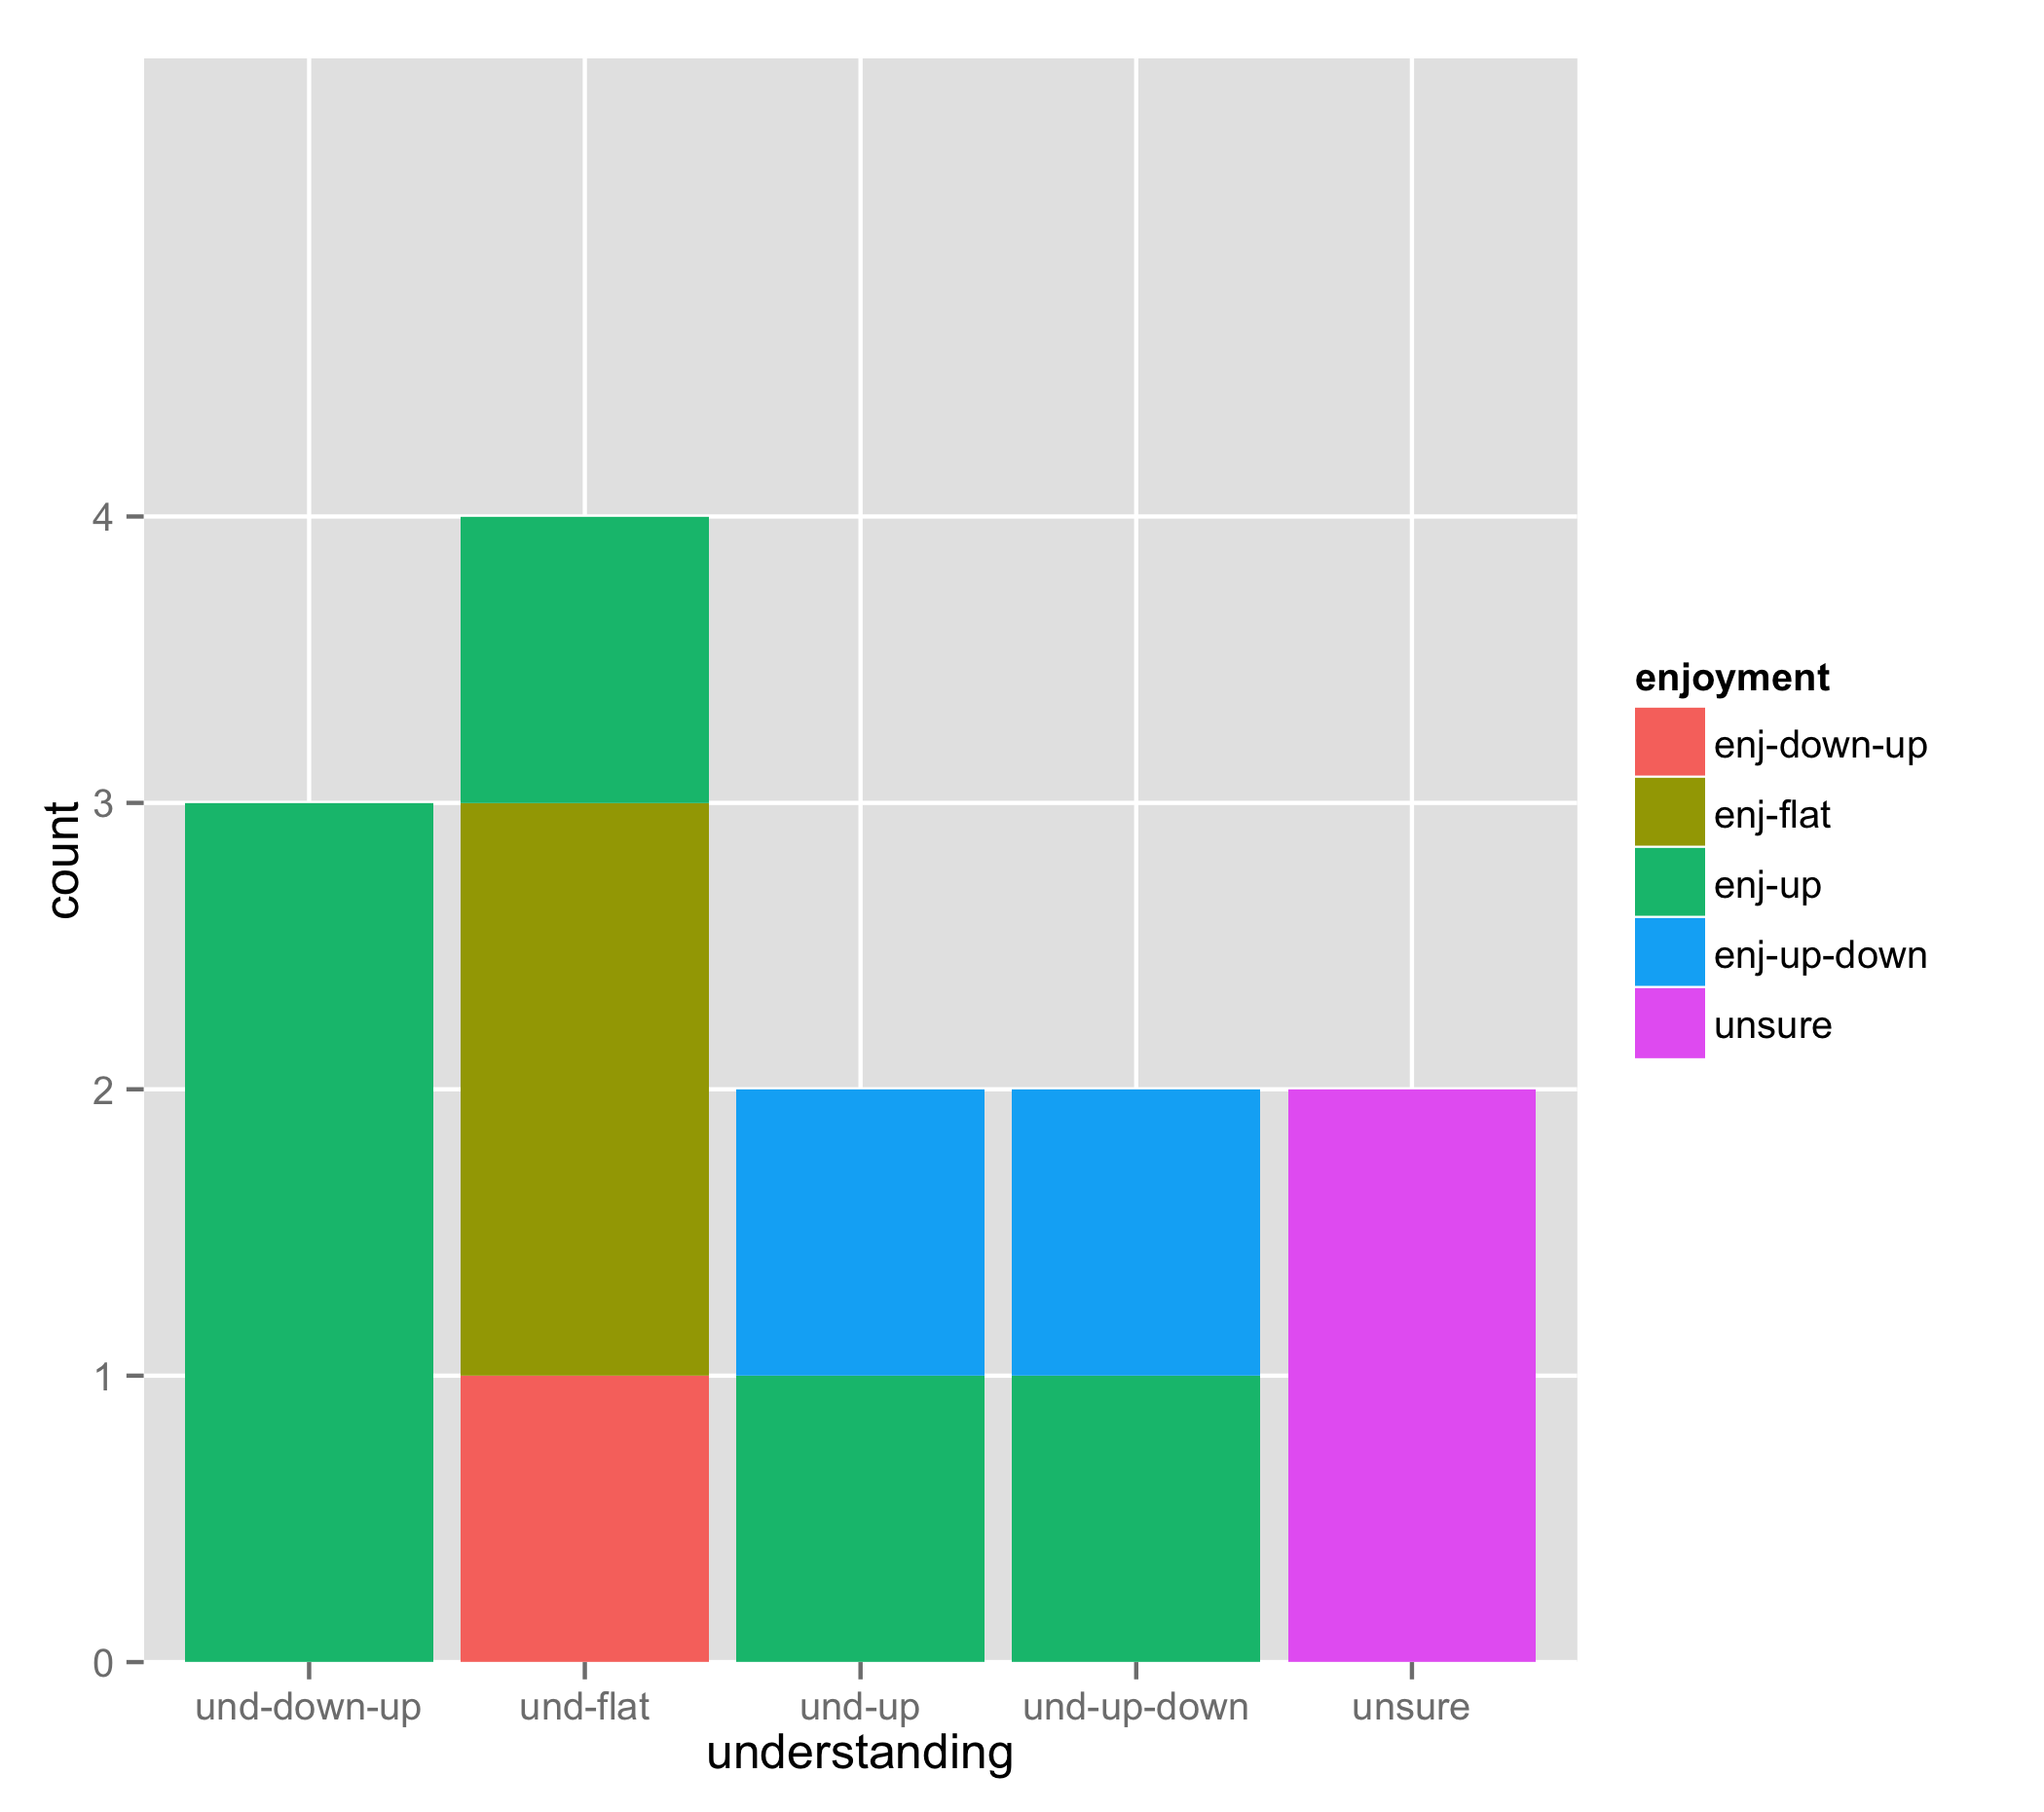 count
4
3
2
1
0
und-down-up
und-flat
und-up
und-up-down
unsure
understanding
enjoyment
enj-down-up
enj-flat
enj-up
enj-up-down
unsure